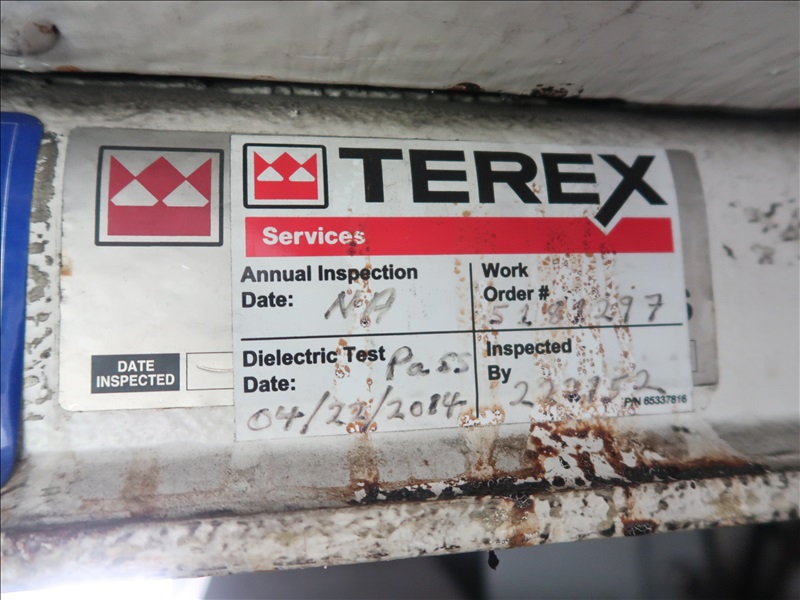 TEREX
Services
Annual Inspection
Date: NA
Work
Order #
Dielectric Test Pass
Date:
04/22/2014
Inspected
By
P/N 65337816
DATE
INSPECTED